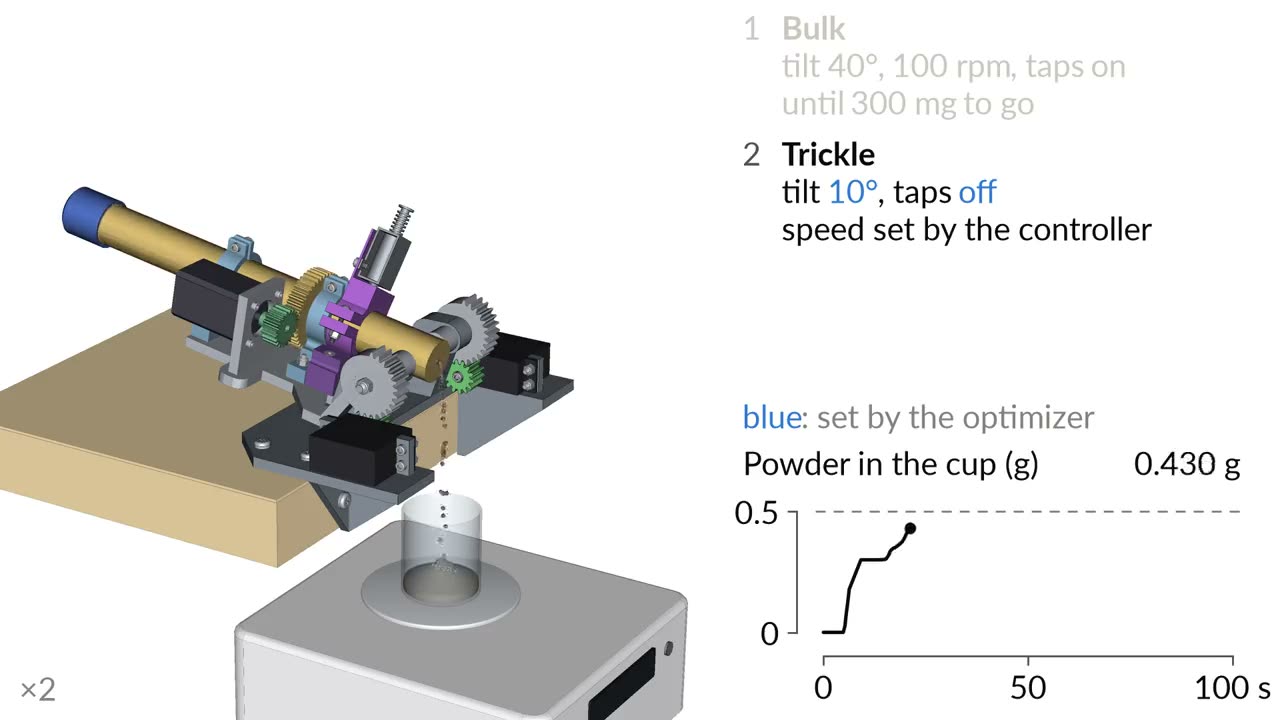 1 Bulk
tilt 40°, 100 rpm, taps on
until 300 mg to go
2 Trickle
tilt 10°, taps off
speed set by the controller
blue: set by the optimizer
Powder in the cup (g) 0.430 g
0.5
0
0 50 100 s
×2